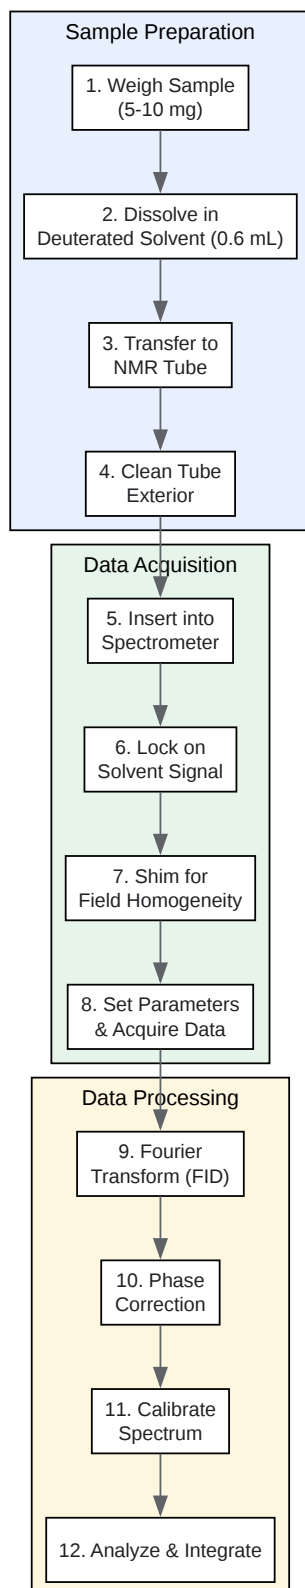 Sample Preparation
1. Weigh Sample
(5-10 mg)
2. Dissolve in
Deuterated Solvent (0.6 mL)
3. Transfer to
NMR Tube
4. Clean Tube
Exterior
Data Acquisition
5. Insert into
Spectrometer
6. Lock on
Solvent Signal
7. Shim for
Field Homogeneity
8. Set Parameters
& Acquire Data
Data Processing
9. Fourier
Transform (FID)
10. Phase
Correction
11. Calibrate
Spectrum
12. Analyze & Integrate